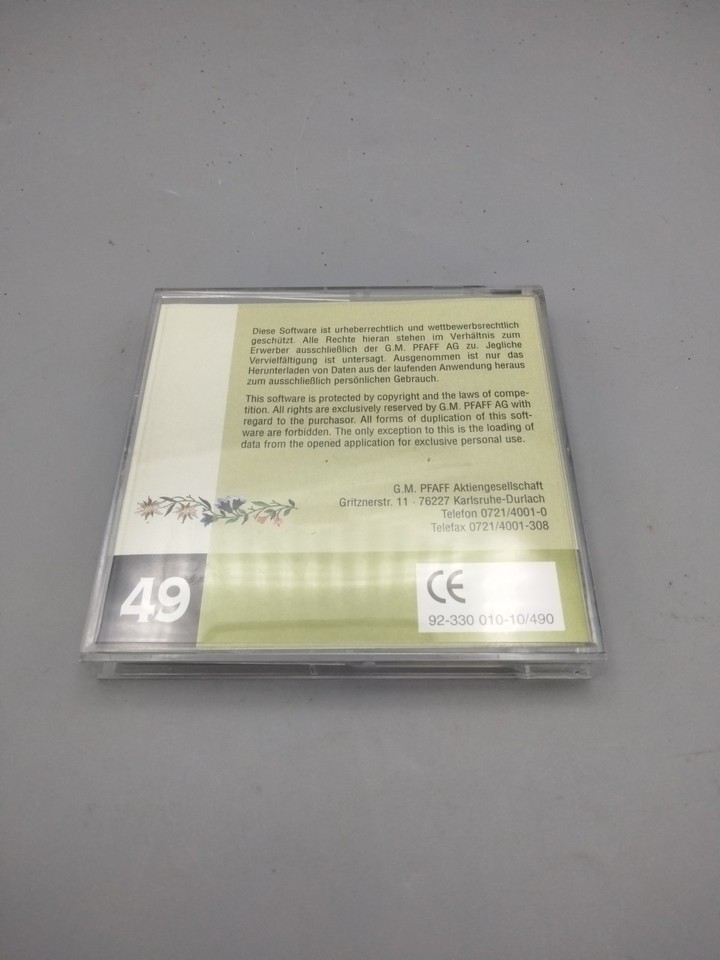 Diese Software ist urheberrechtlich und wettbewerbsrechtlich
geschützt. Alle Rechte hieran stehen im Verhältnis zum
Erwerber ausschließlich der G.M. PFAFF AG zu. Jegliche
Vervielfältigung ist untersagt. Ausgenommen ist nur das
Herunterladen von Daten aus der laufenden Anwendung heraus
zum ausschließlich persönlichen Gebrauch.
This software is protected by copyright and the laws of compe-
tition. All rights are exclusively reserved by G.M. PFAFF AG with
regard to the purchasor. All forms of duplication of this soft-
ware are forbidden. The only exception to this is the loading of
data from the opened application for exclusive personal use.
G.M. PFAFF Aktiengesellschaft
Gritznerstr. 11 · 76227 Karlsruhe-Durlach
Telefon 0721/4001-0
Telefax 0721/4001-308
49
CE
92-330 010-10/490